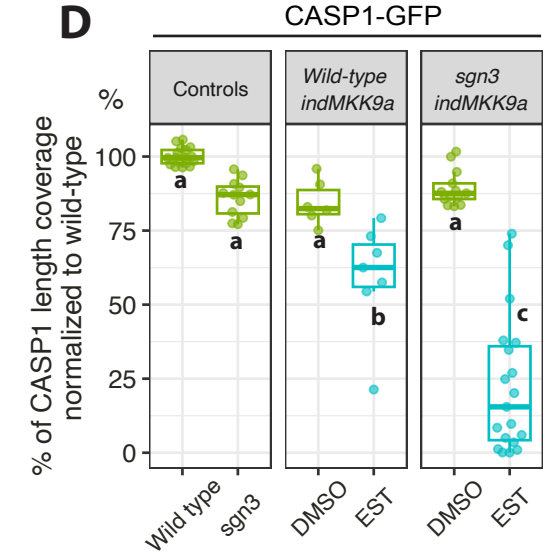 D
CASP1-GFP
Controls
Wild-type
indMKK9a
sgn3
indMKK9a
%
% of CASP1 length coverage
normalized to wild-type
100
75
50
25
0
a
a
a
b
a
c
Wild type
sgn3
DMSO
EST
DMSO
EST